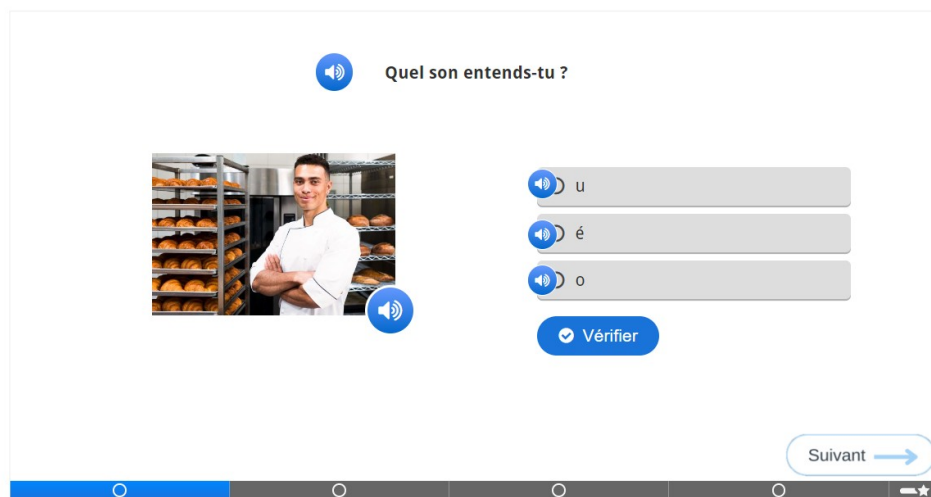 Quel son entends-tu ?
u
é
o
Vérifier
Suivant